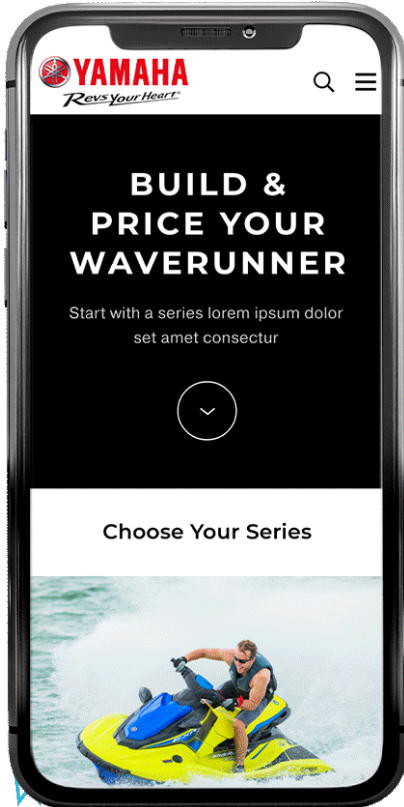 YAMAHA
Revs Your Heart
BUILD &
PRICE YOUR
WAVERUNNER
Start with a series lorem ipsum dolor
set amet consectur
Choose Your Series